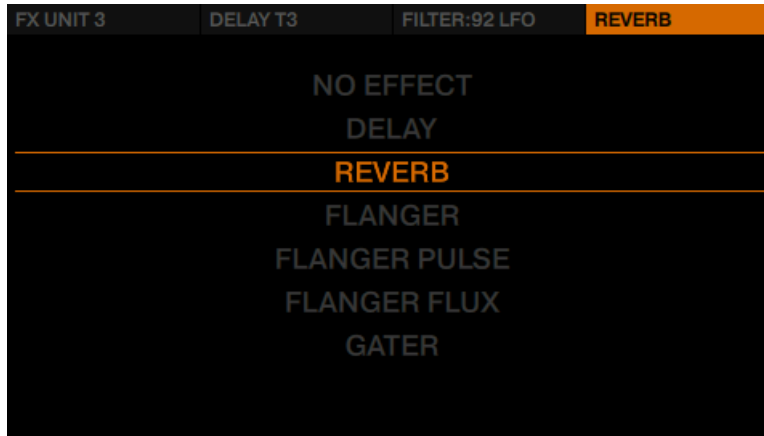 FX UNIT 3 DELAY T3 FILTER:92 LFO REVERB
NO EFFECT
DELAY
REVERB
FLANGER
FLANGER PULSE
FLANGER FLUX
GATER